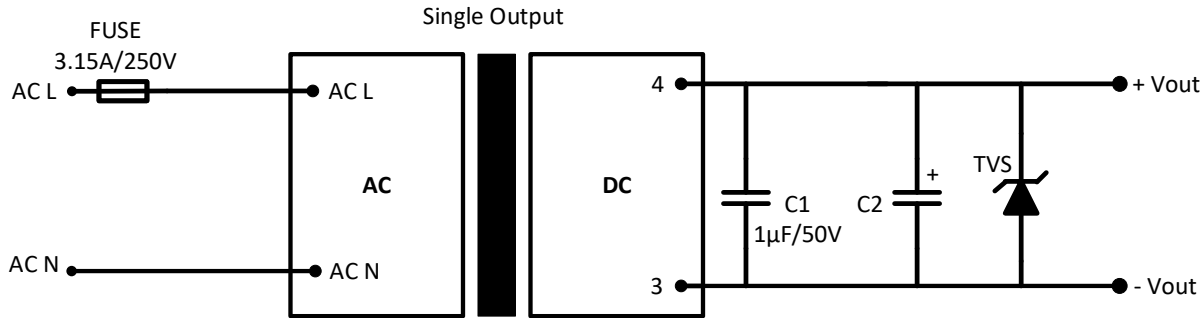 Single Output
FUSE
3.15A/250V
AC L
AC L
4
+ Vout
AC
DC
TVS
+
C1
1µF/50V
C2
AC N
AC N
3
- Vout